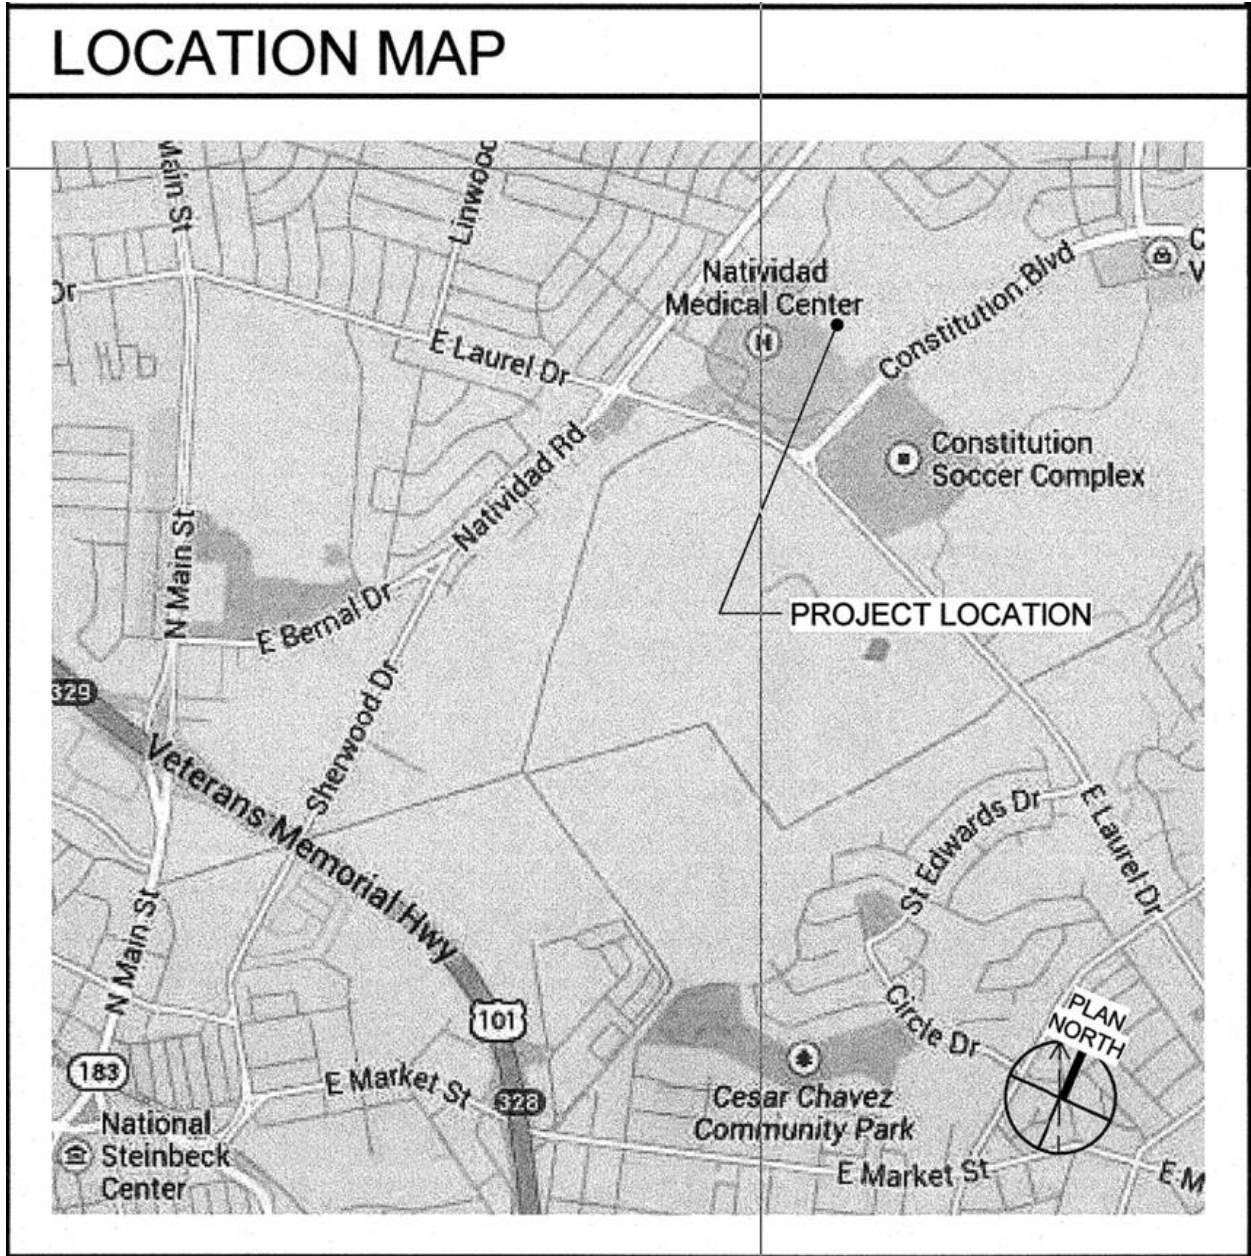 LOCATION MAP
Main St
Linwood
Dr
Natividad
Medical Center
Constitution Blvd
C
V
H
E Laurel Dr
Natividad Rd
Constitution
Soccer Complex
N Main St
E Bernal Dr
PROJECT LOCATION
329
Sherwood Dr
Veterans Memorial Hwy
St Edwards Dr
E Laurel Dr
N Main St
101
Circle Dr
PLAN
NORTH
183
E Market St
328
Cesar Chavez
Community Park
National
Steinbeck
Center
E Market St
E M